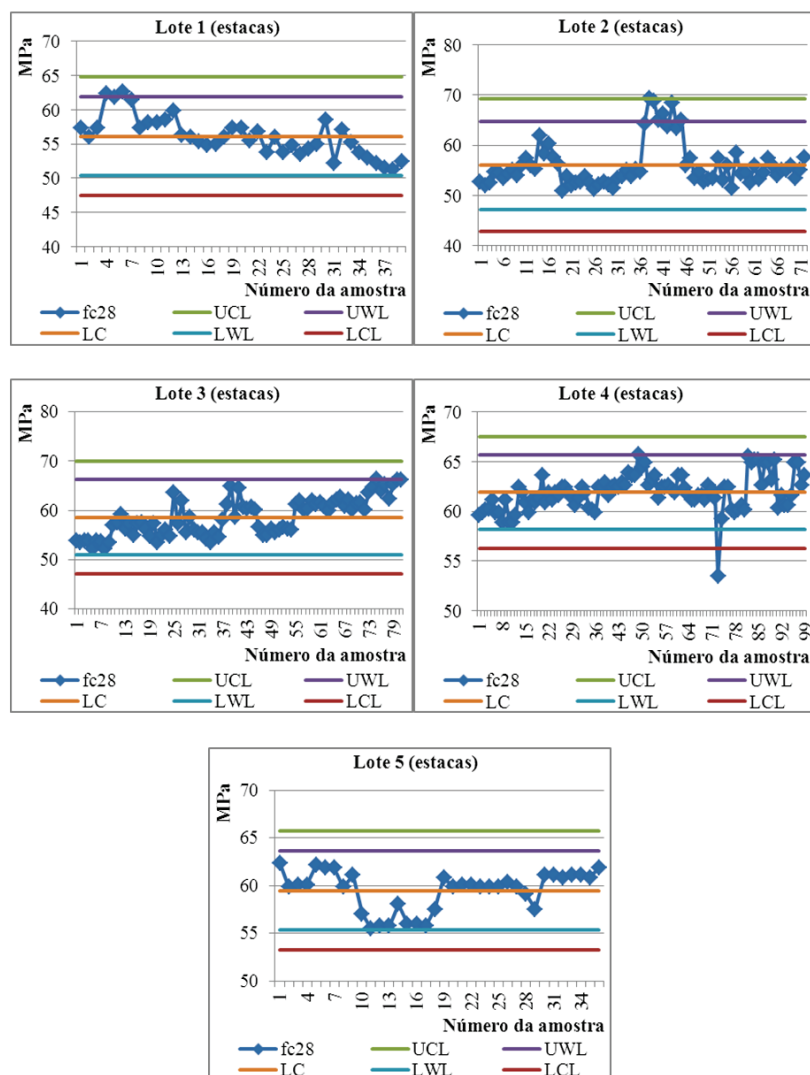 Lote 1 (estacas)
MPa
70
65
60
55
50
45
40
1 4 7 10 13 16 19 22 25 28 31 34 37
Número da amostra
fc28 UCL UWL
LC LWL LCL
Lote 2 (estacas)
MPa
80
70
60
50
40
1 6 11 16 21 26 31 36 41 46 51 56 61 66 71
Número da amostra
fc28 UCL UWL
LC LWL LCL
Lote 3 (estacas)
MPa
80
70
60
50
40
1 7 13 19 25 31 37 43 49 55 61 67 73 79
Número da amostra
fc28 UCL UWL
LC LWL LCL
Lote 4 (estacas)
MPa
70
65
60
55
50
1 8 15 22 29 36 43 50 57 64 71 78 85 92 99
Número da amostra
fc28 UCL UWL
LC LWL LCL
Lote 5 (estacas)
MPa
70
65
60
55
50
1 4 7 10 13 16 19 22 25 28 31 34
Número da amostra
fc28 UCL UWL
LC LWL LCL